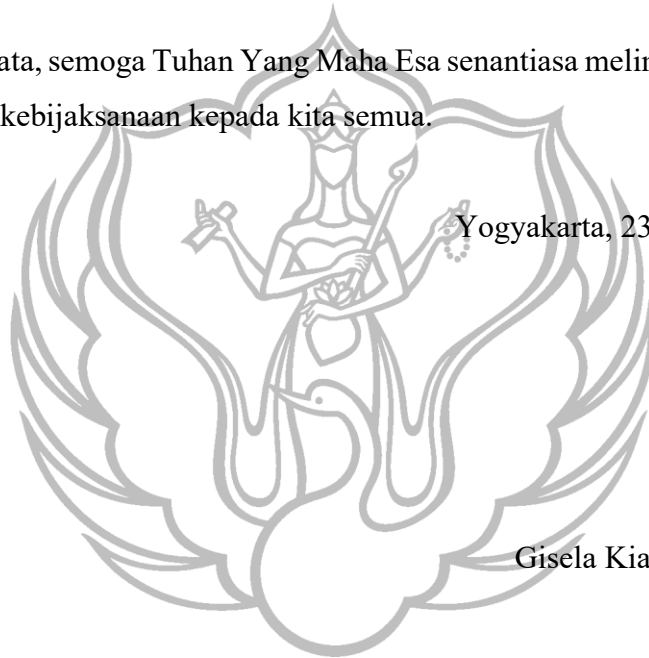 ata, semoga Tuhan Yang Maha Esa senantiasa melin
kebijaksanaan kepada kita semua.
Yogyakarta, 23
Gisela Kia